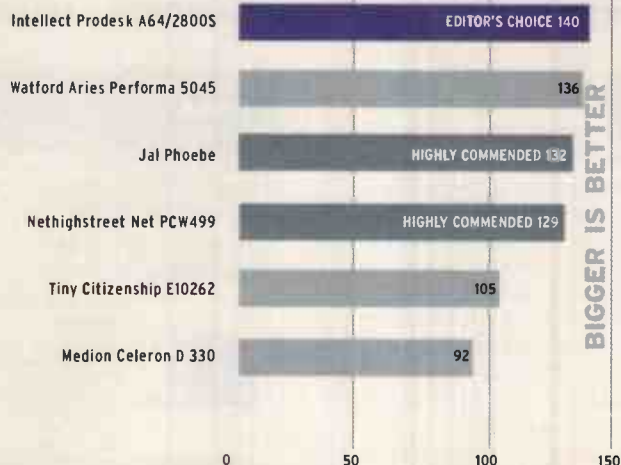 Intellect Prodesk A64/2800S EDITOR'S CHOICE 140
Watford Aries Performa 5045 136
Jal Phoebe HIGHLY COMMENDED 132
Nethighstreet Net PCW499 HIGHLY COMMENDED 129
Tiny Citizenship E10262 105
Medion Celeron D 330 92
0 50 100 150
BIGGER IS BETTER